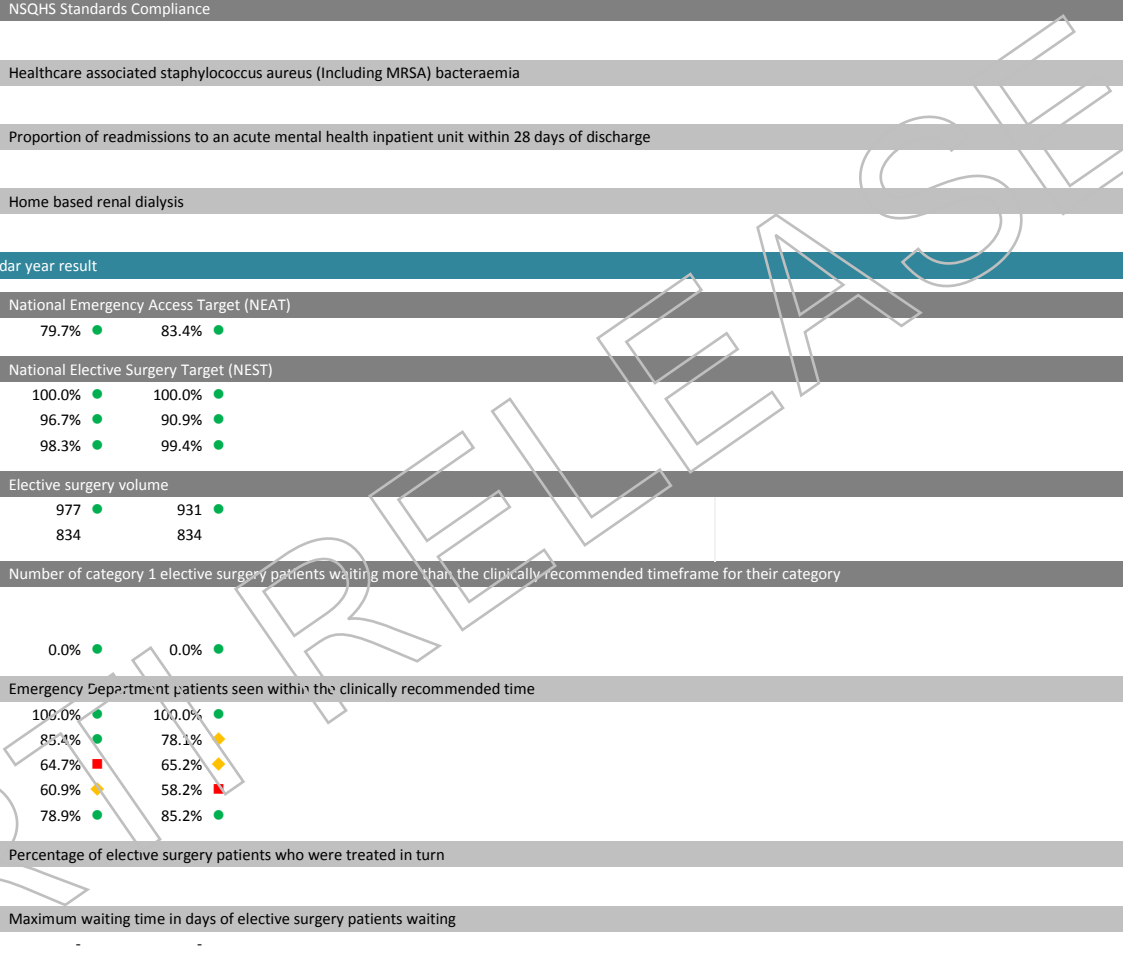 NSQHS Standards Compliance
Healthcare associated staphylococcus aureus (Including MRSA) bacteraemia
Proportion of readmissions to an acute mental health inpatient unit within 28 days of discharge
Home based renal dialysis
dar year result
National Emergency Access Target (NEAT)
79.7% 83.4%
National Elective Surgery Target (NEST)
100.0% 100.0%
96.7% 90.9%
98.3% 99.4%
Elective surgery volume
977 931
834 834
Number of category 1 elective surgery patients waiting more than the clinically recommended timeframe for their category
0.0% 0.0%
Emergency Department patients seen within the clinically recommended time
100.0% 100.0%
85.4% 78.1%
64.7% 65.2%
60.9% 58.2%
78.9% 85.2%
Percentage of elective surgery patients who were treated in turn
Maximum waiting time in days of elective surgery patients waiting
- -
RTI RELEASE